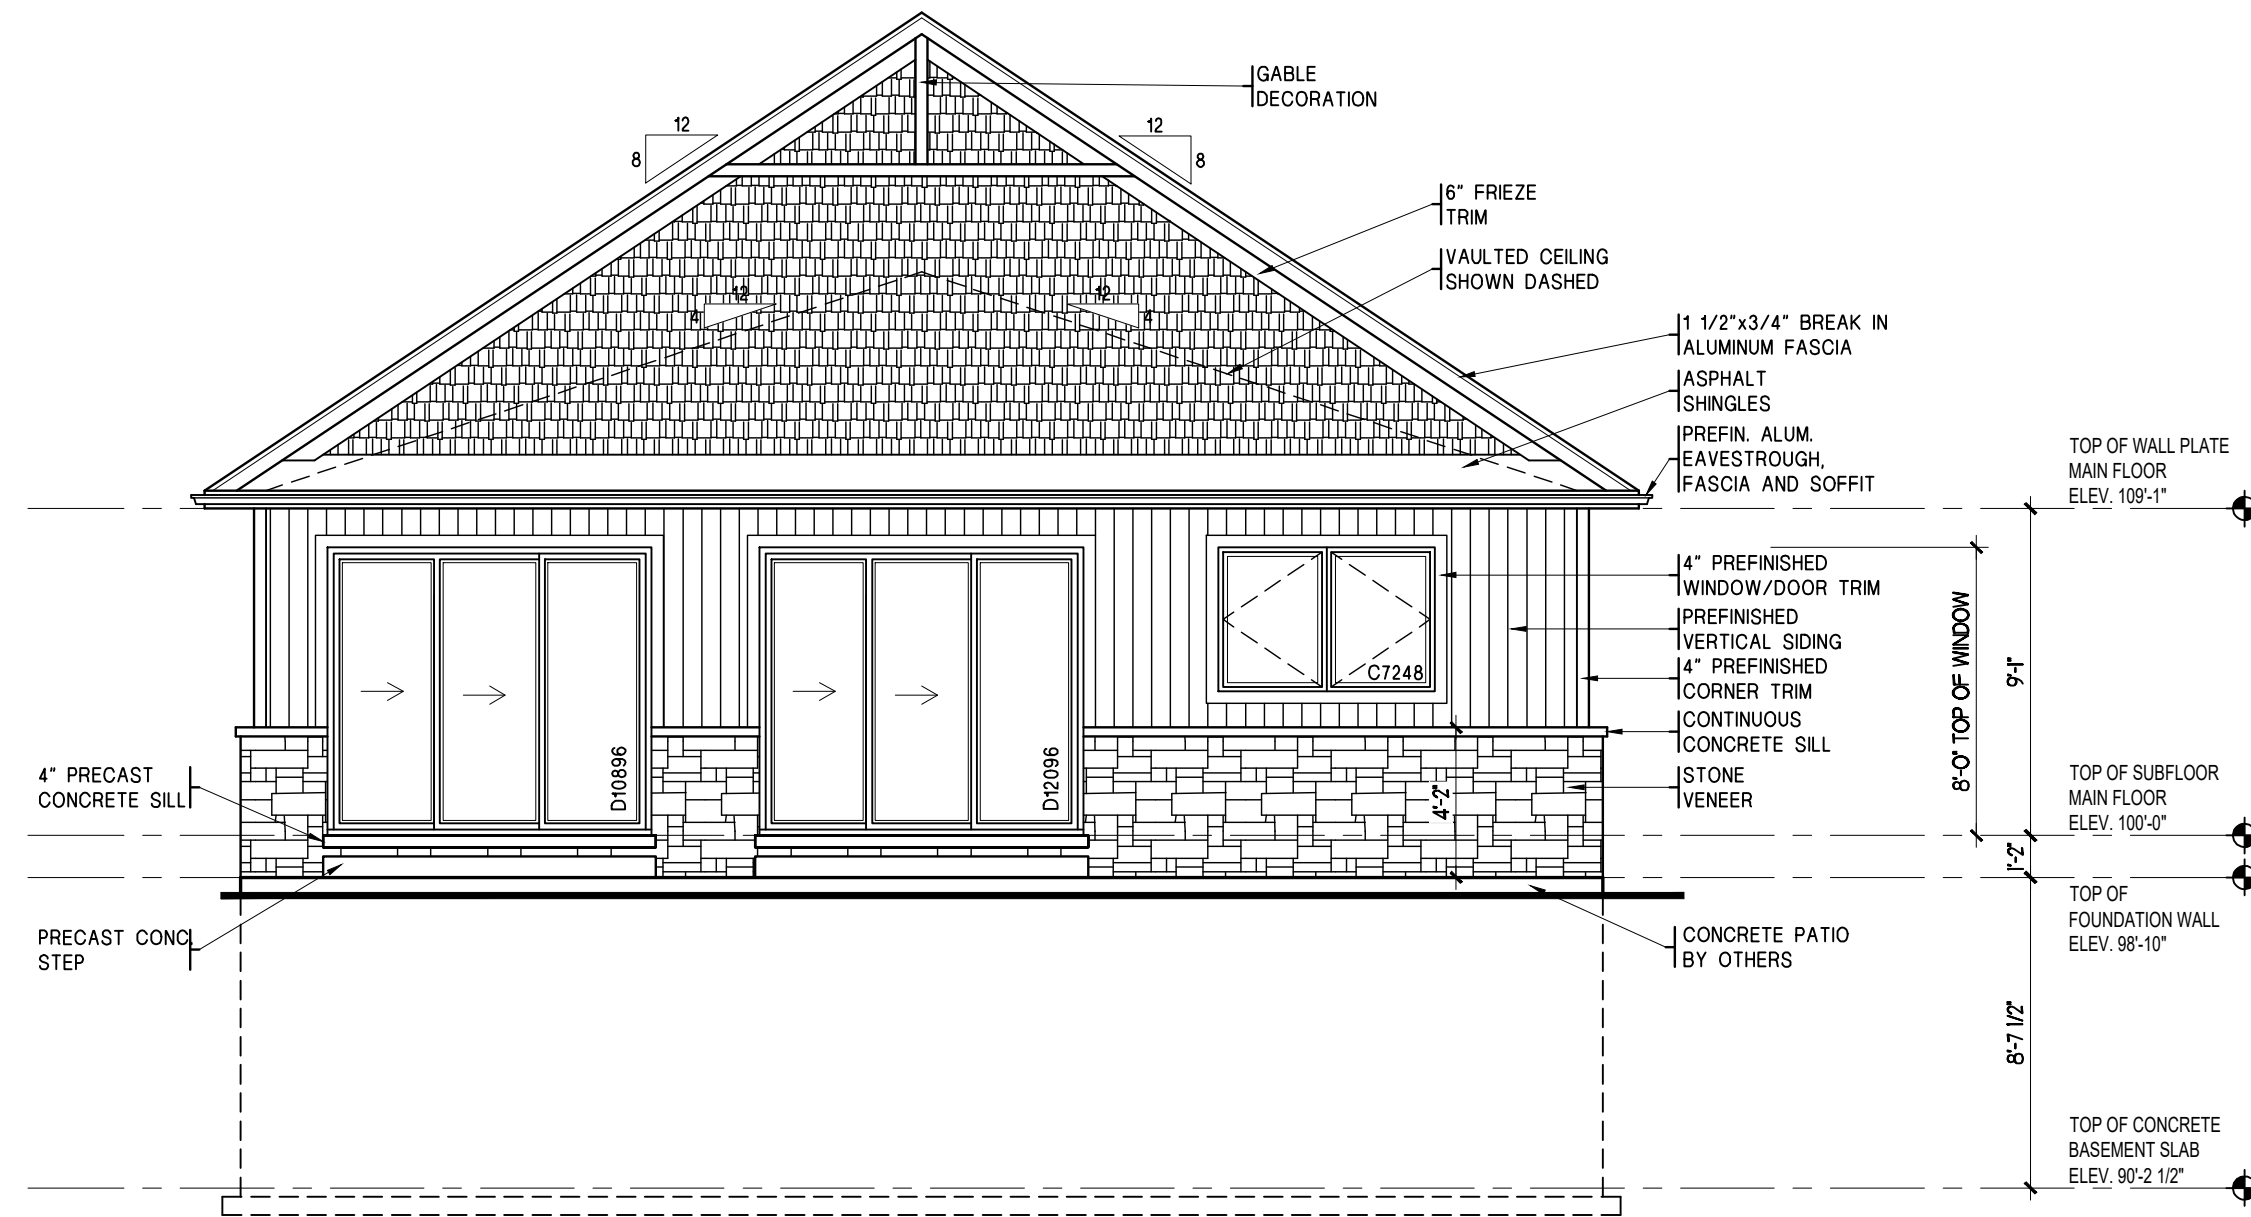 GABLE
DECORATION
12
8
12
8
6" FRIEZE
TRIM
VAULTED CEILING
SHOWN DASHED
12
4
12
4
1 1/2"x3/4" BREAK IN
ALUMINUM FASCIA
ASPHALT
SHINGLES
PREFIN. ALUM.
EAVESTROUGH,
FASCIA AND SOFFIT
TOP OF WALL PLATE
MAIN FLOOR
ELEV. 109'-1"
4" PREFINISHED
WINDOW/DOOR TRIM
PREFINISHED
VERTICAL SIDING
4" PREFINISHED
CORNER TRIM
CONTINUOUS
CONCRETE SILL
STONE
VENEER
8'-0" TOP OF WINDOW
9'-1"
C7248
D10896
D12096
4'-2"
4" PRECAST
CONCRETE SILL
TOP OF SUBFLOOR
MAIN FLOOR
ELEV. 100'-0"
1'-2"
TOP OF
FOUNDATION WALL
ELEV. 98'-10"
PRECAST CONC.
STEP
CONCRETE PATIO
BY OTHERS
8'-7 1/2"
TOP OF CONCRETE
BASEMENT SLAB
ELEV. 90'-2 1/2"